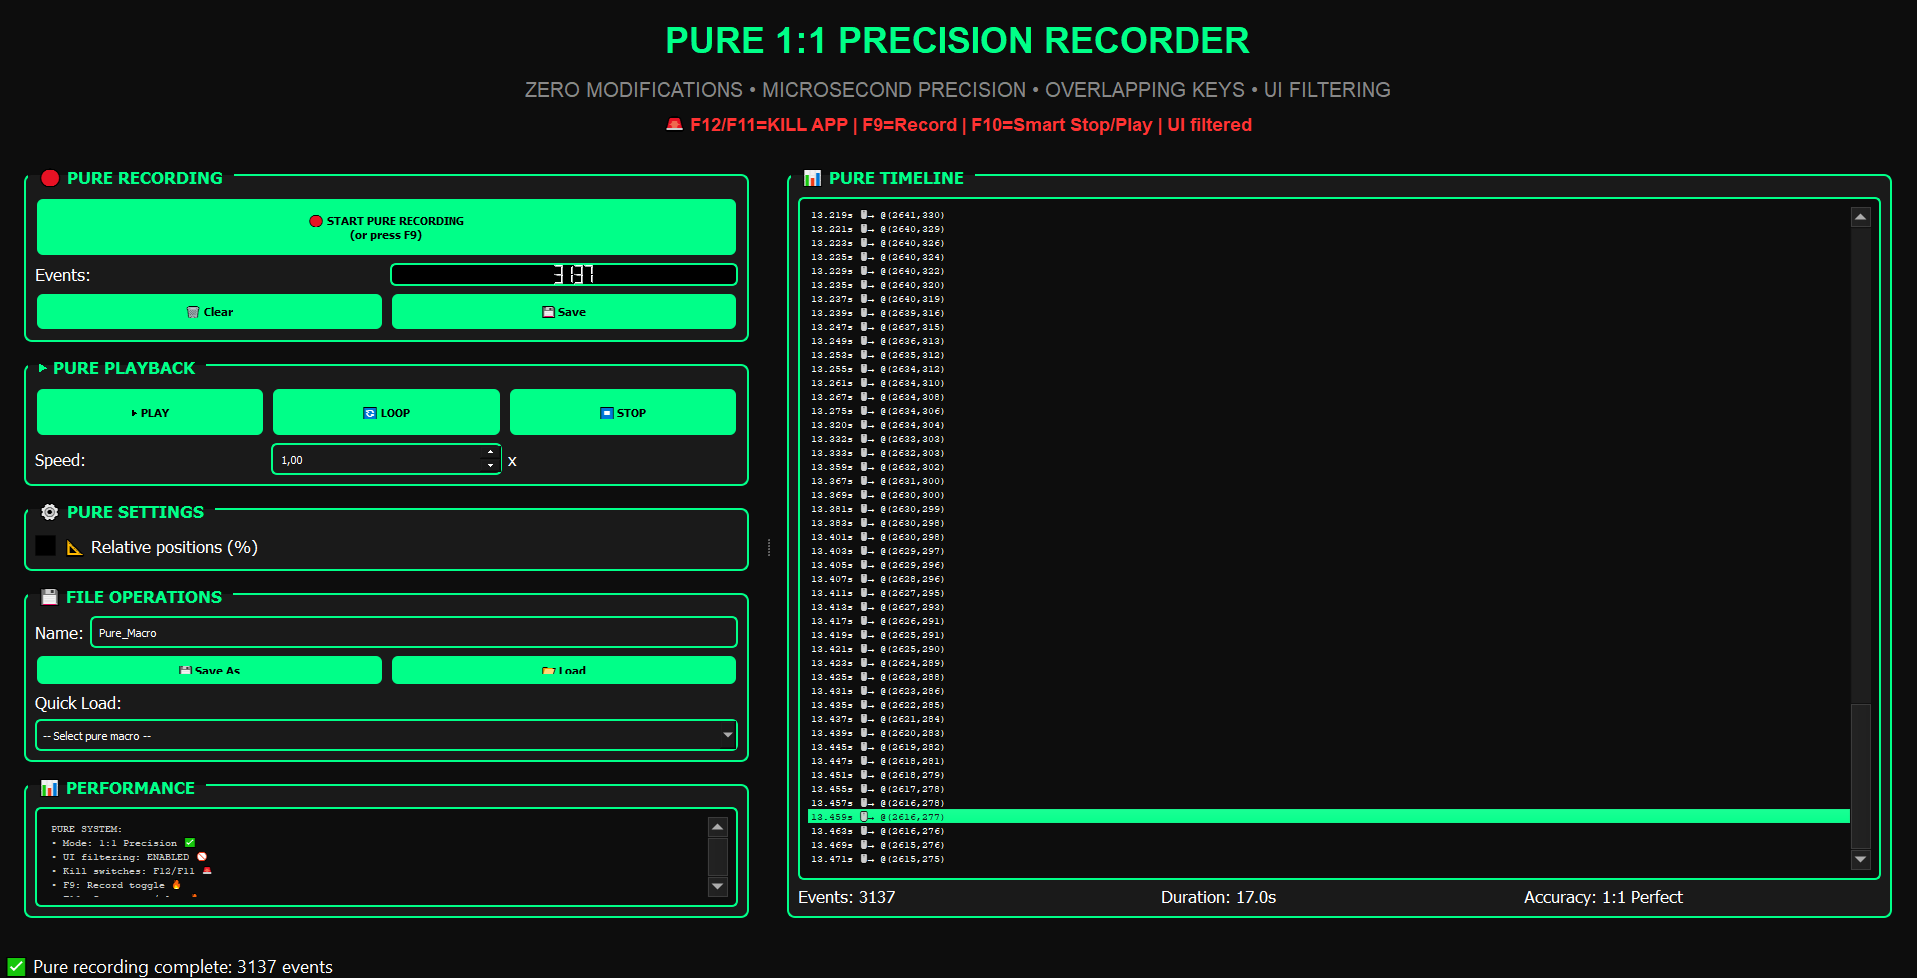 PURE 1:1 PRECISION RECORDER
ZERO MODIFICATIONS • MICROSECOND PRECISION • OVERLAPPING KEYS • UI FILTERING
F12/F11=KILL APP | F9=Record | F10=Smart Stop/Play | UI filtered
PURE RECORDING
START PURE RECORDING
(or press F9)
Events:
3137
Clear
Save
PURE PLAYBACK
PLAY
LOOP
STOP
Speed:
1,00
x
PURE SETTINGS
Relative positions (%)
FILE OPERATIONS
Name:
Pure_Macro
Save As
Load
Quick Load:
-- Select pure macro --
PERFORMANCE
PURE SYSTEM:
• Mode: 1:1 Precision ✅
• UI filtering: ENABLED
• Kill switches: F12/F11
• F9: Record toggle
PURE TIMELINE
13.219s → @(2641,330)
13.221s → @(2640,329)
13.223s → @(2640,326)
13.225s → @(2640,324)
13.229s → @(2640,322)
13.235s → @(2640,320)
13.237s → @(2640,319)
13.239s → @(2639,316)
13.247s → @(2637,315)
13.249s → @(2636,313)
13.253s → @(2635,312)
13.255s → @(2634,312)
13.261s → @(2634,310)
13.267s → @(2634,308)
13.275s → @(2634,306)
13.320s → @(2634,304)
13.332s → @(2633,303)
13.333s → @(2632,303)
13.359s → @(2632,302)
13.367s → @(2631,300)
13.369s → @(2630,300)
13.381s → @(2630,299)
13.383s → @(2630,298)
13.401s → @(2630,298)
13.403s → @(2629,297)
13.405s → @(2629,296)
13.407s → @(2628,296)
13.411s → @(2627,295)
13.413s → @(2627,293)
13.417s → @(2626,291)
13.419s → @(2625,291)
13.421s → @(2625,290)
13.423s → @(2624,289)
13.425s → @(2623,288)
13.431s → @(2623,286)
13.435s → @(2622,285)
13.437s → @(2621,284)
13.439s → @(2620,283)
13.445s → @(2619,282)
13.447s → @(2618,281)
13.451s → @(2618,279)
13.455s → @(2617,278)
13.457s → @(2616,278)
13.459s → @(2616,277)
13.463s → @(2616,276)
13.469s → @(2615,276)
13.471s → @(2615,275)
Events: 3137
Duration: 17.0s
Accuracy: 1:1 Perfect
✅ Pure recording complete: 3137 events